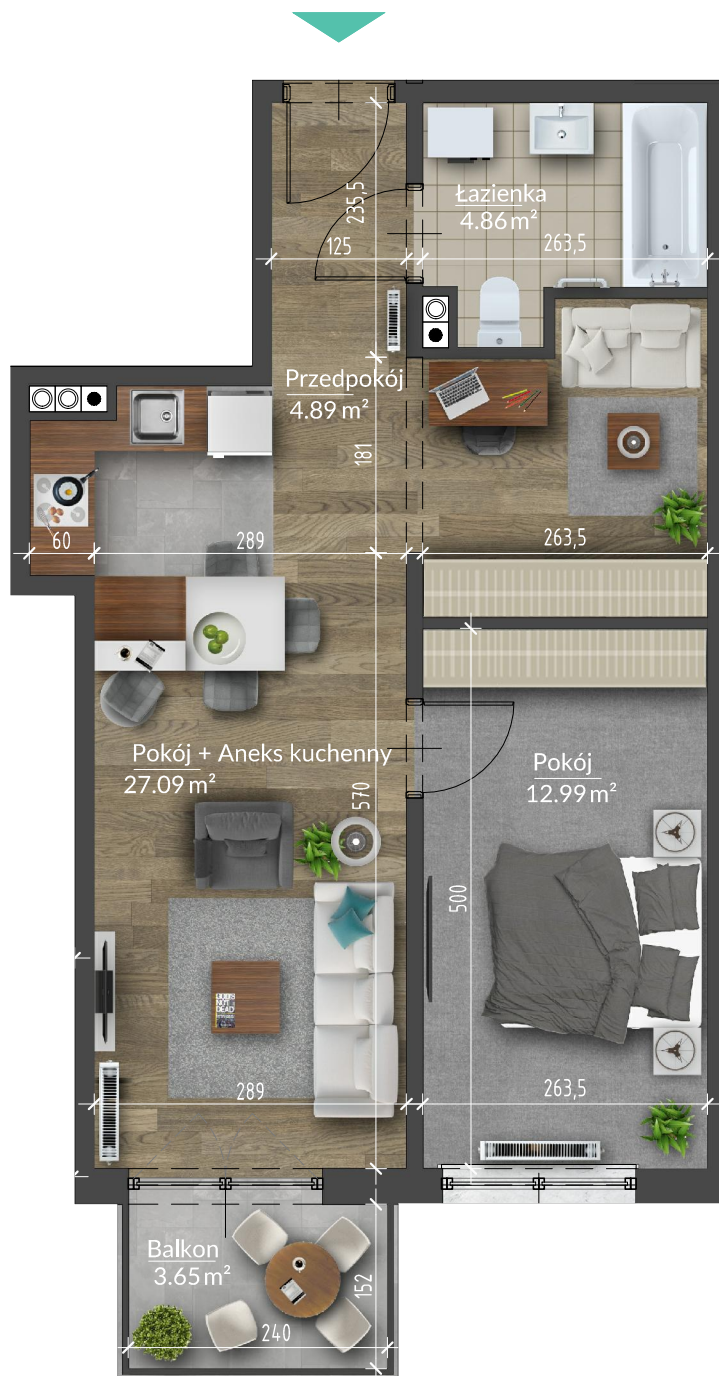 235,5
125
Łazienka
4.86 m²
263,5
Przedpokój
4.89 m²
181
60
289
263,5
Pokój + Aneks kuchenny
27.09 m²
570
Pokój
12.99 m²
500
NOT
DEAD
289
263,5
Balkon
3.65 m²
152
240